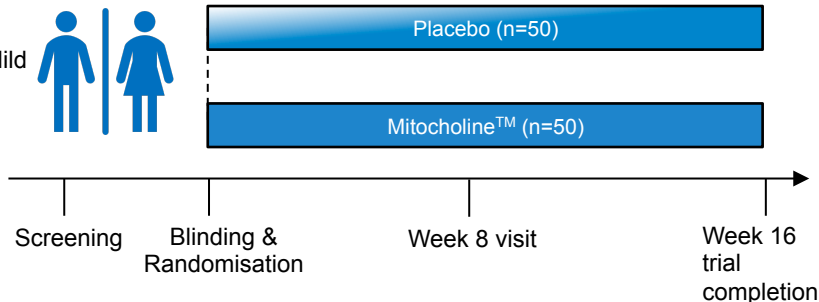 Placebo (n=50)
Mitocholine™ (n=50)
Screening
Blinding &
Randomisation
Week 8 visit
Week 16
trial
completion